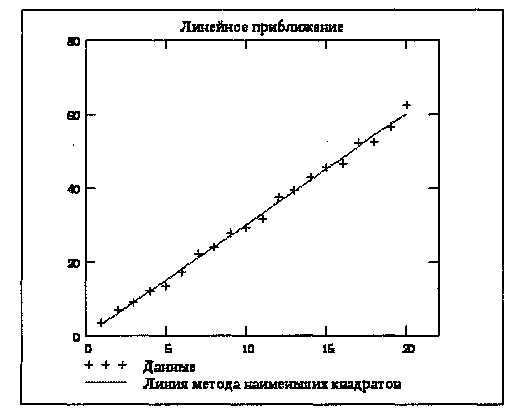 Линейное приближение
80
60
40
20
0
0 5 10 15 20
+ + + Данные
Линия метода наименьших квадратов